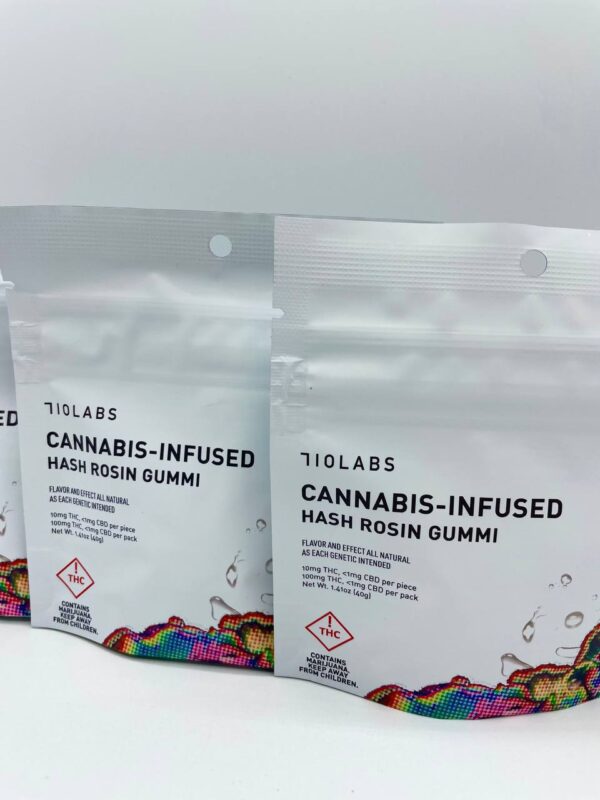 ED
710LABS
CANNABIS-INFUSED
HASH ROSIN GUMMI
FLAVOR AND EFFECT ALL NATURAL
AS EACH GENETIC INTENDED
10mg THC, <1mg CBD per piece
100mg THC, <1mg CBD per pack
Net Wt. 1.41oz (40g)
!
THC
CONTAINS
MARIJUANA.
KEEP AWAY
FROM CHILDREN.
710LABS
CANNABIS-INFUSED
HASH ROSIN GUMMI
FLAVOR AND EFFECT ALL NATURAL
AS EACH GENETIC INTENDED
10mg THC, <1mg CBD per piece
100mg THC, <1mg CBD per pack
Net Wt. 1.41oz (40g)
!
THC
CONTAINS
MARIJUANA.
KEEP AWAY
FROM CHILDREN.